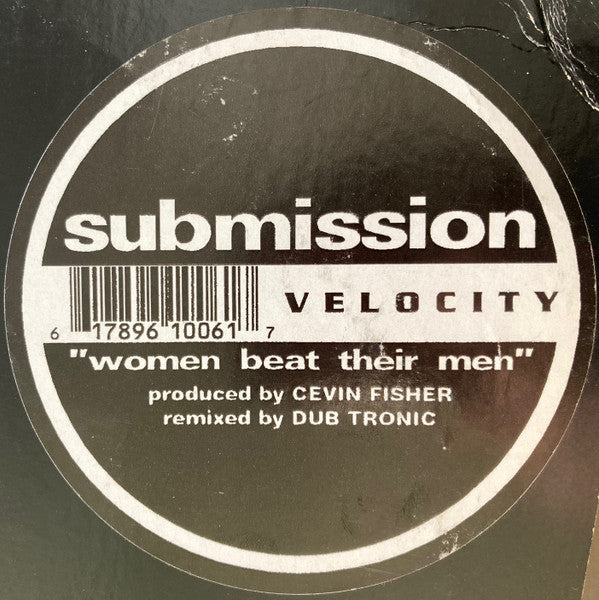 submission
VELOCITY
6 17896 10061 7
"women beat their men"
produced by CEVIN FISHER
remixed by DUB TRONIC